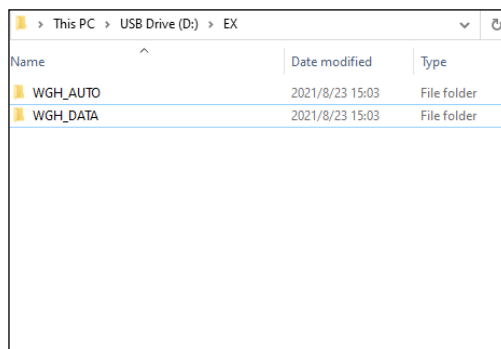 This PC > USB Drive (D:) > EX
Name Date modified Type
WGH_AUTO 2021/8/23 15:03 File folder
WGH_DATA 2021/8/23 15:03 File folder